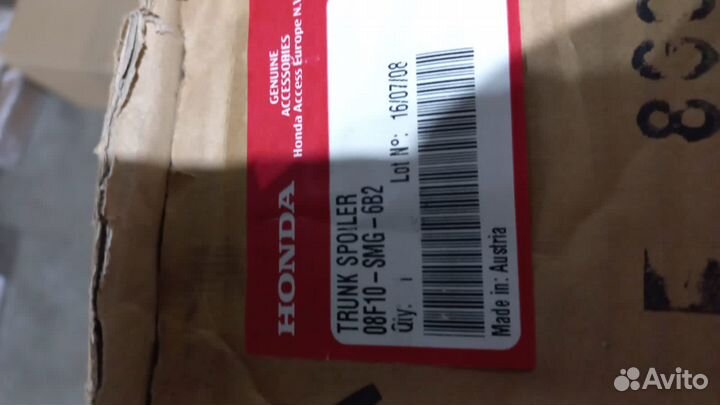 HONDA
GENUINE
ACCESSORIES
Honda Access Europe N.V.
TRUNK SPOILER
08F10-SMG-6B2
Qty: 1 Lot Nº: 16/07/08
Made in: Austria
Avito